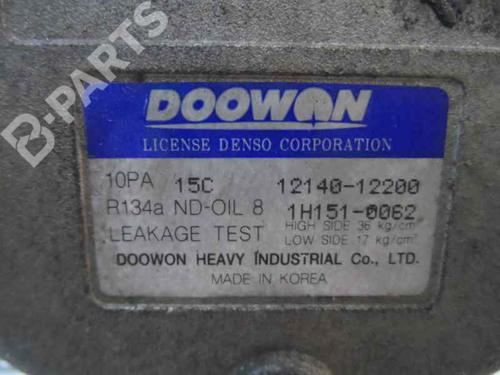 B-PARTS
DOOWON
LICENSE DENSO CORPORATION
10PA 15C 12140-12200
R134a ND-OIL 8 1H151-0062
LEAKAGE TEST HIGH SIDE 36 kg/cm²
LOW SIDE 17 kg/cm²
DOOWON HEAVY INDUSTRIAL Co., LTD.
MADE IN KOREA